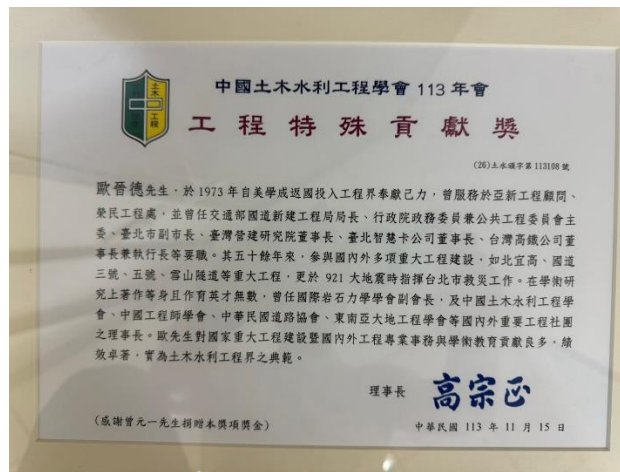 土木
工程
中國土木水利工程學會 113 年會
工程特殊貢獻獎
(26)土水頌字第 113108 號
歐晉德先生，於 1973 年自美學成返國投入工程界奉獻己力，曾服務於亞新工程顧問、
榮民工程處，並曾任交通部國道新建工程局局長、行政院政務委員兼公共工程委員會主
委、臺北市副市長、臺灣營建研究院董事長、臺北智慧卡公司董事長、台灣高鐵公司董
事長兼執行長等要職。其五十餘年來，參與國內外多項重大工程建設，如北宜高、國道
三號、五號、雪山隧道等重大工程，更於 921 大地震時指揮台北市救災工作。在學術研
究上著作等身且作育英才無數，曾任國際岩石力學學會副會長，及中國土木水利工程學
會、中國工程師學會、中華民國道路協會、東南亞大地工程學會等國內外重要工程社團
之理事長。歐先生對國家重大工程建設暨國內外工程專業事務與學術教育貢獻良多，績
效卓著，實為土木水利工程界之典範。
理事長 高宗正
(感謝曾元一先生捐贈本獎項獎金)
中華民國 113 年 11 月 15 日